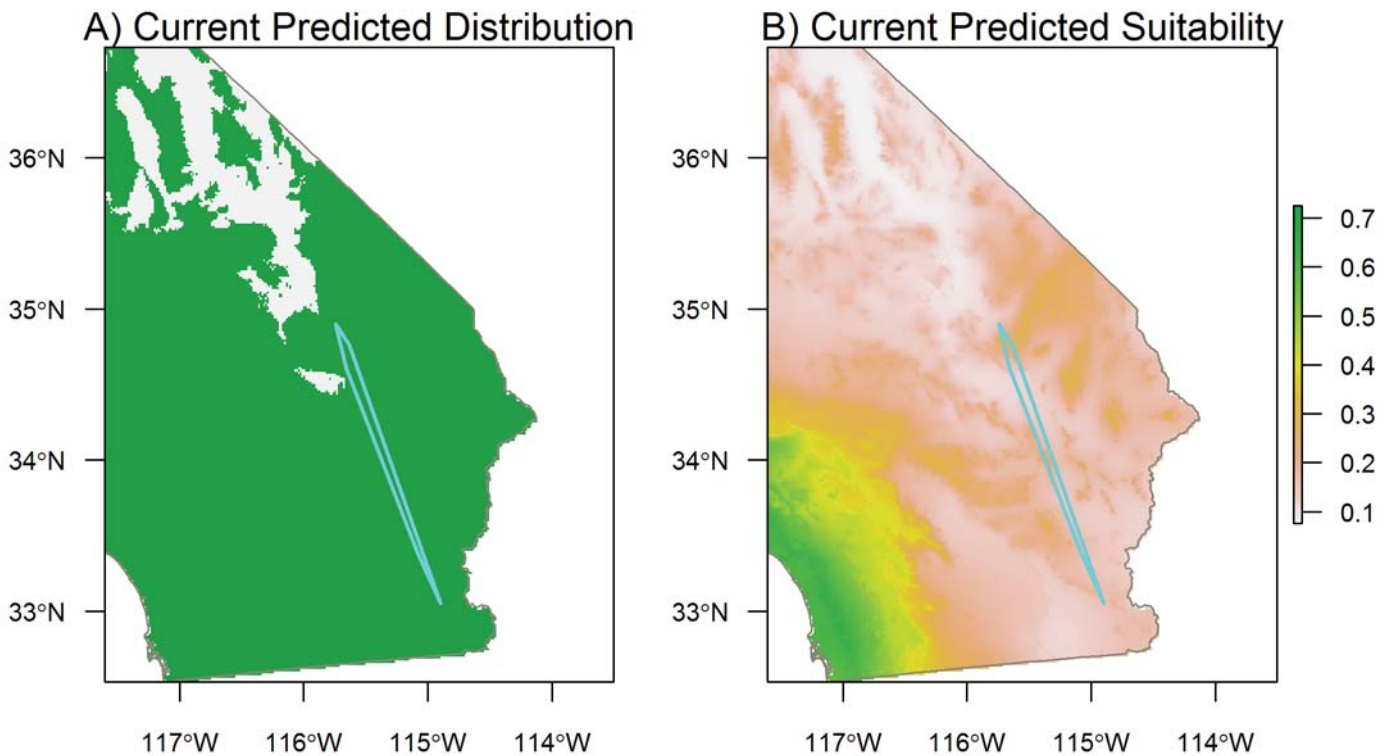 A) Current Predicted Distribution
B) Current Predicted Suitability
36°N
35°N
34°N
33°N
117°W
116°W
115°W
114°W
36°N
35°N
34°N
33°N
117°W
116°W
115°W
114°W
0.7
0.6
0.5
0.4
0.3
0.2
0.1